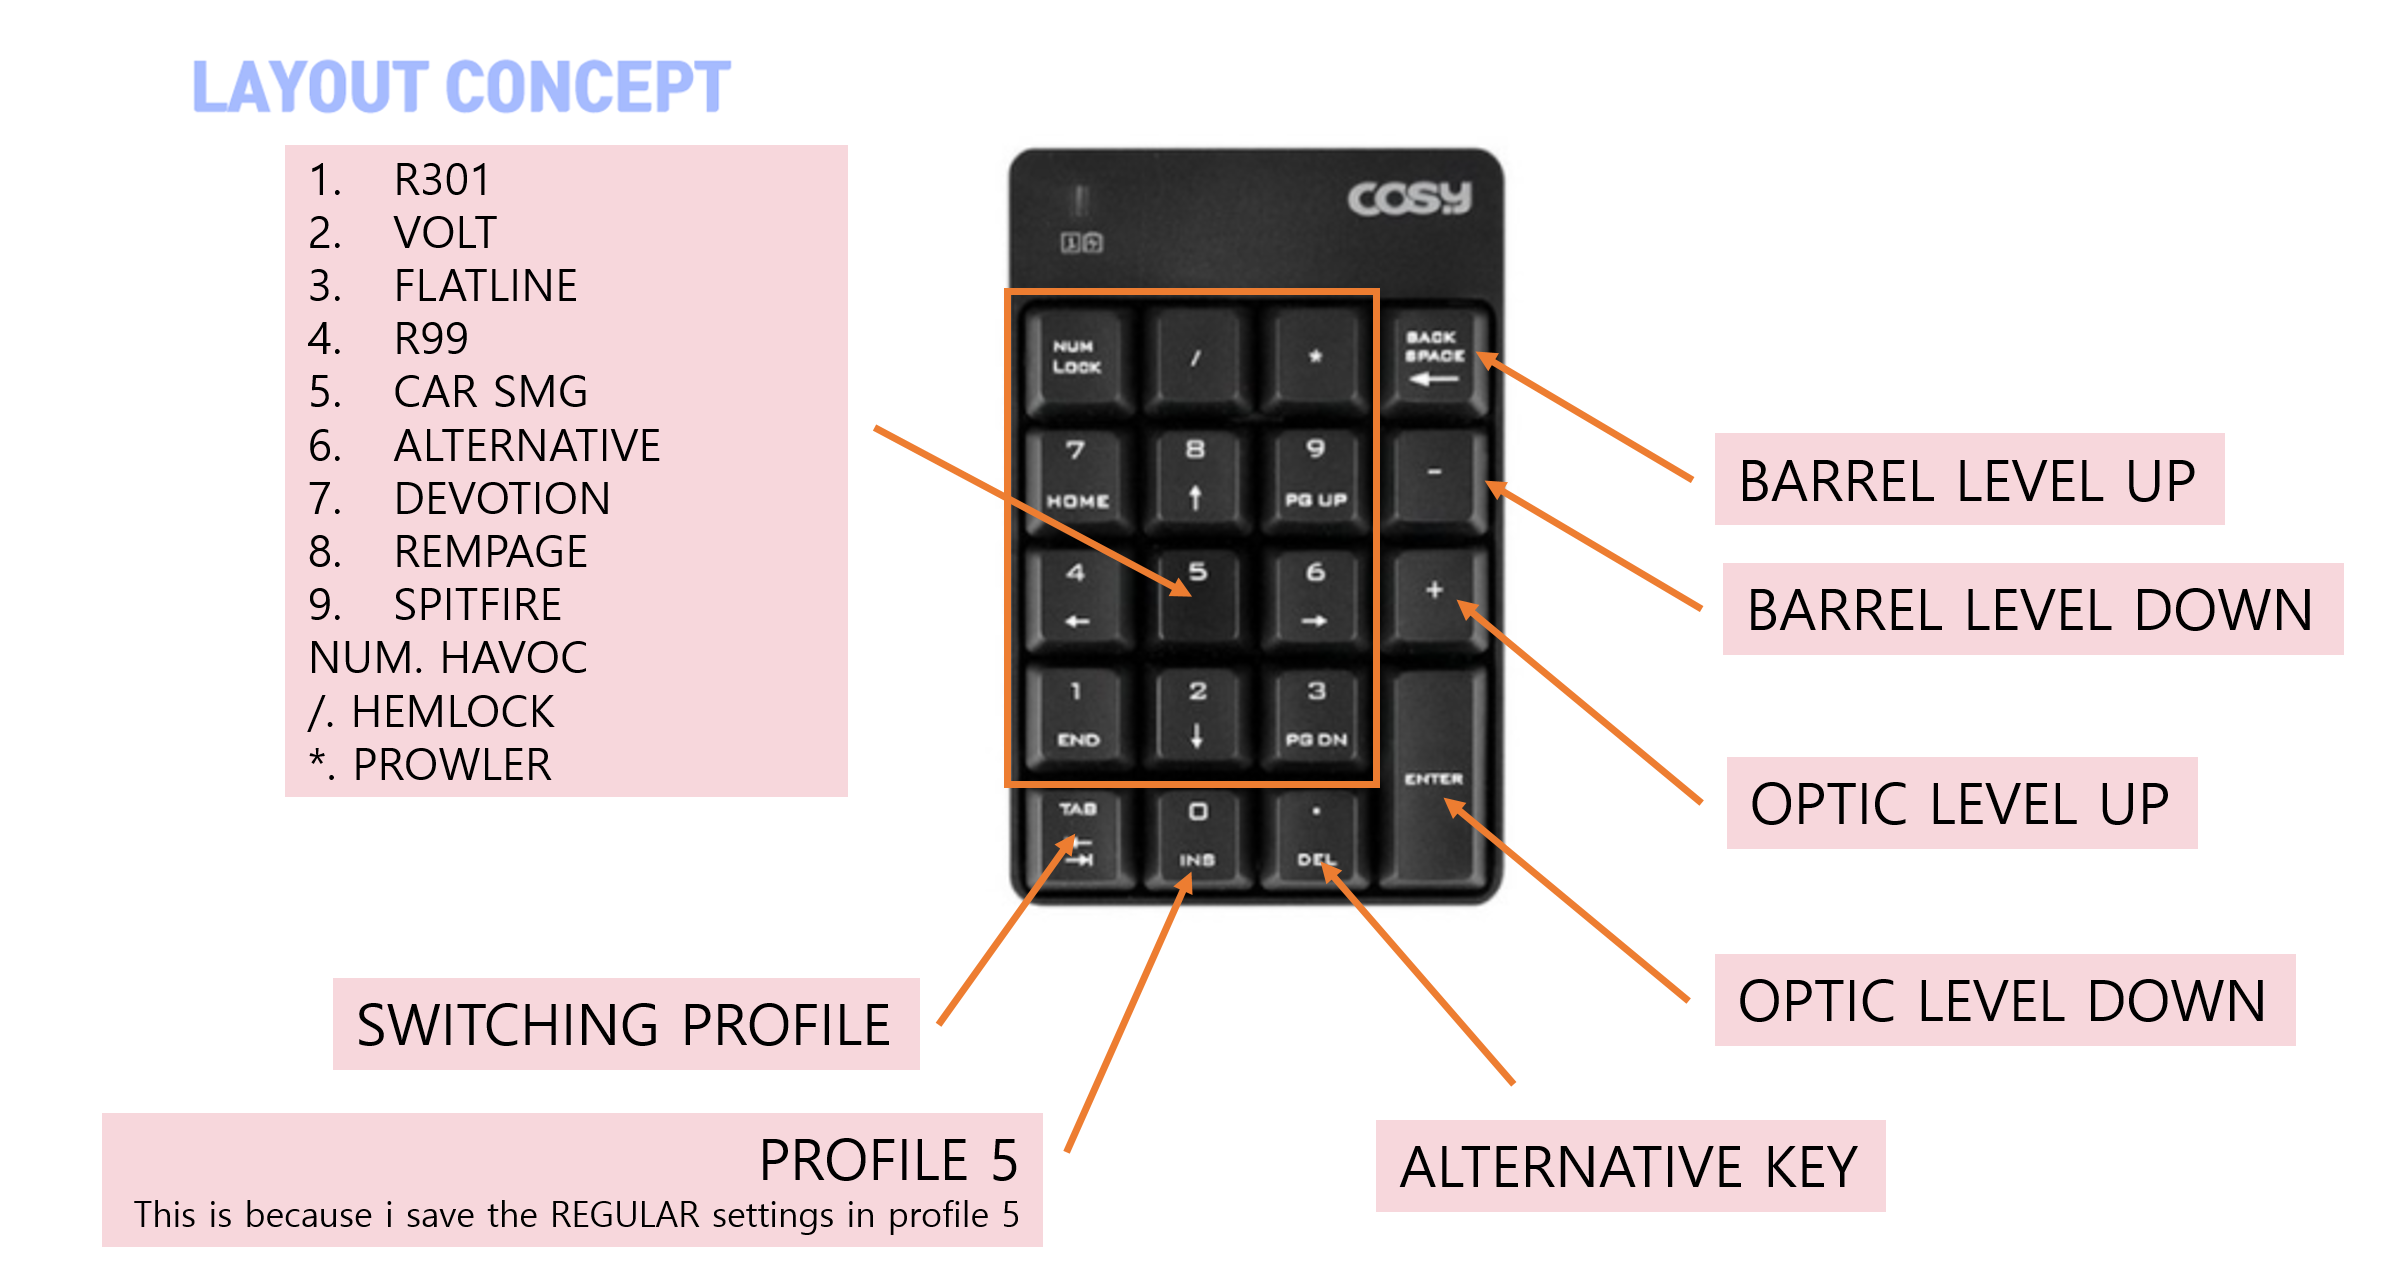 LAYOUT CONCEPT
1. R301
2. VOLT
3. FLATLINE
4. R99
5. CAR SMG
6. ALTERNATIVE
7. DEVOTION
8. REMPAGE
9. SPITFIRE
NUM. HAVOC
/. HEMLOCK
*. PROWLER
COSY
NUM
LOCK
/
*
BACK
SPACE
7
HOME
8
↑
9
PG UP
-
4
←
5
6
→
+
1
END
2
↓
3
PG DN
ENTER
TAB
0
INS
.
DEL
BARREL LEVEL UP
BARREL LEVEL DOWN
OPTIC LEVEL UP
OPTIC LEVEL DOWN
SWITCHING PROFILE
PROFILE 5
This is because i save the REGULAR settings in profile 5
ALTERNATIVE KEY